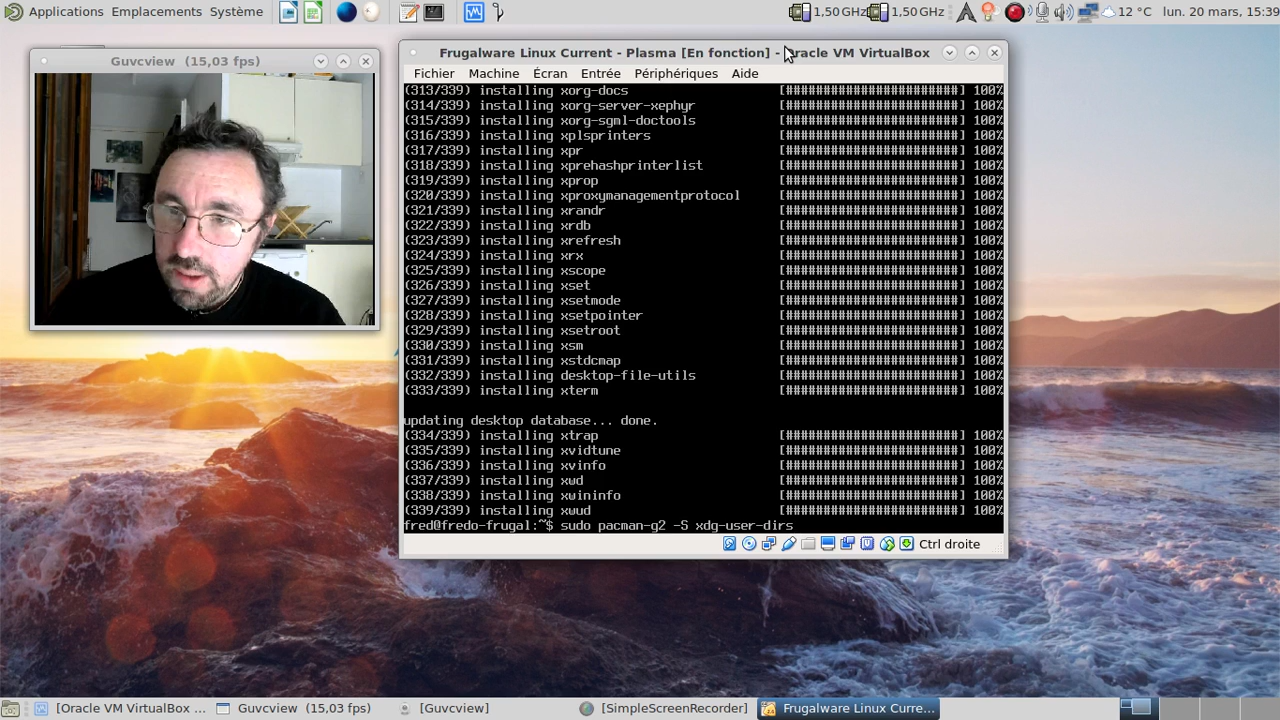 Applications Emplacements Système 1,50 GHz 1,50 GHz 12 °C lun. 20 mars, 15:39
Guvcview (15,03 fps)
Frugalware Linux Current - Plasma [En fonction] - Oracle VM VirtualBox
Fichier Machine Écran Entrée Périphériques Aide
(313/339) installing xorg-docs [#######################] 100%
(314/339) installing xorg-server-xephyr [#######################] 100%
(315/339) installing xorg-sgml-doctools [#######################] 100%
(316/339) installing xplsprinters [#######################] 100%
(317/339) installing xpr [#######################] 100%
(318/339) installing xprehashprinterlist [#######################] 100%
(319/339) installing xprop [#######################] 100%
(320/339) installing xproxymanagementprotocol [#######################] 100%
(321/339) installing xrandr [#######################] 100%
(322/339) installing xrdb [#######################] 100%
(323/339) installing xrefresh [#######################] 100%
(324/339) installing xrx [#######################] 100%
(325/339) installing xscope [#######################] 100%
(326/339) installing xset [#######################] 100%
(327/339) installing xsetmode [#######################] 100%
(328/339) installing xsetpointer [#######################] 100%
(329/339) installing xsetroot [#######################] 100%
(330/339) installing xsm [#######################] 100%
(331/339) installing xstdcmap [#######################] 100%
(332/339) installing desktop-file-utils [#######################] 100%
(333/339) installing xterm [#######################] 100%
updating desktop database... done.
(334/339) installing xtrap [#######################] 100%
(335/339) installing xvidtune [#######################] 100%
(336/339) installing xvinfo [#######################] 100%
(337/339) installing xwd [#######################] 100%
(338/339) installing xwininfo [#######################] 100%
(339/339) installing xwud [#######################] 100%
fred@fredo-frugal:~$ sudo pacman-g2 -S xdg-user-dirs
Ctrl droite
[Oracle VM VirtualBox ... Guvcview (15,03 fps) [Guvcview] [SimpleScreenRecorder] Frugalware Linux Curre...